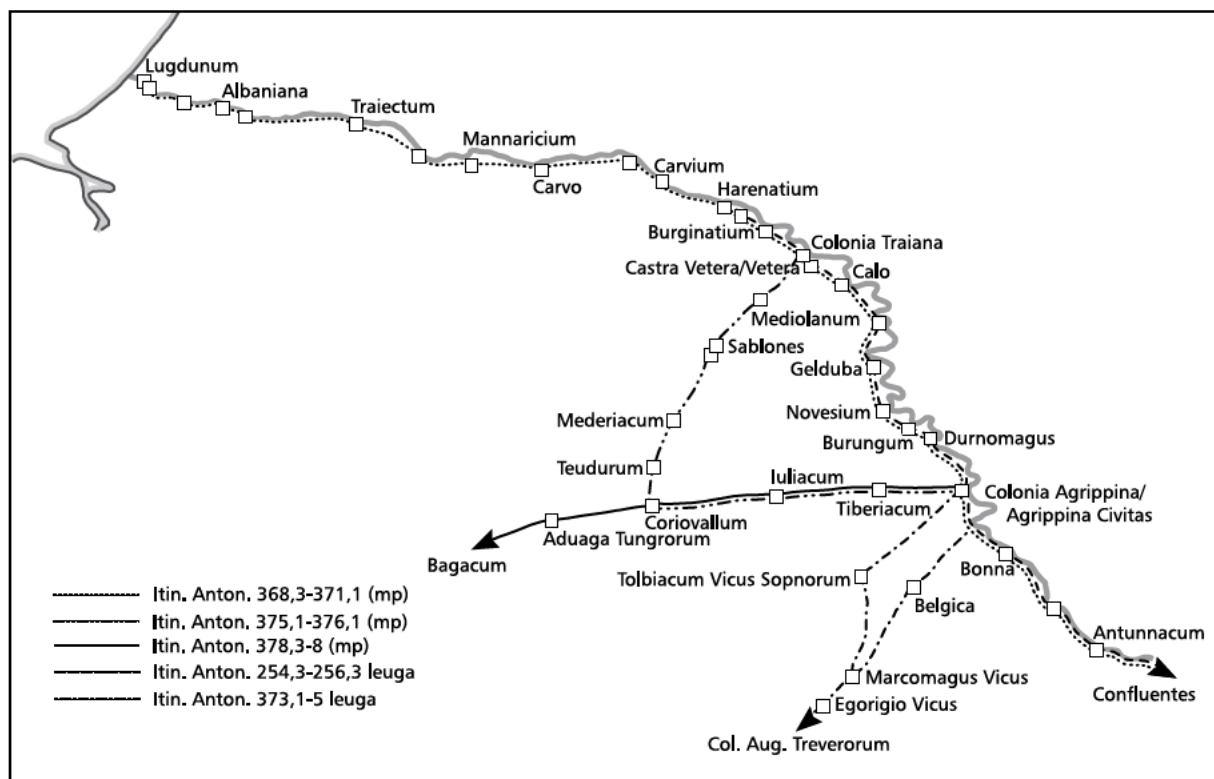 Lugdunum
Albaniana
Traiectum
Mannaricium
Carvo
Carvium
Harenatium
Burginatium
Colonia Traiana
Castra Vetera/Vetera
Calo
Mediolanum
Sablones
Gelduba
Mederiacum
Novesium
Burungum
Durnomagus
Teudurum
Iuliacum
Colonia Agrippina/
Agrippina Civitas
Tiberiacum
Coriovallum
Aduaga Tungrorum
Bagacum
Bonna
Tolbiacum Vicus Sopnorum
Belgica
Antunnacum
Marcomagus Vicus
Confluentes
Egorigio Vicus
Col. Aug. Treverorum
Itin. Anton. 368,3-371,1 (mp)
Itin. Anton. 375,1-376,1 (mp)
Itin. Anton. 378,3-8 (mp)
Itin. Anton. 254,3-256,3 leuga
Itin. Anton. 373,1-5 leuga